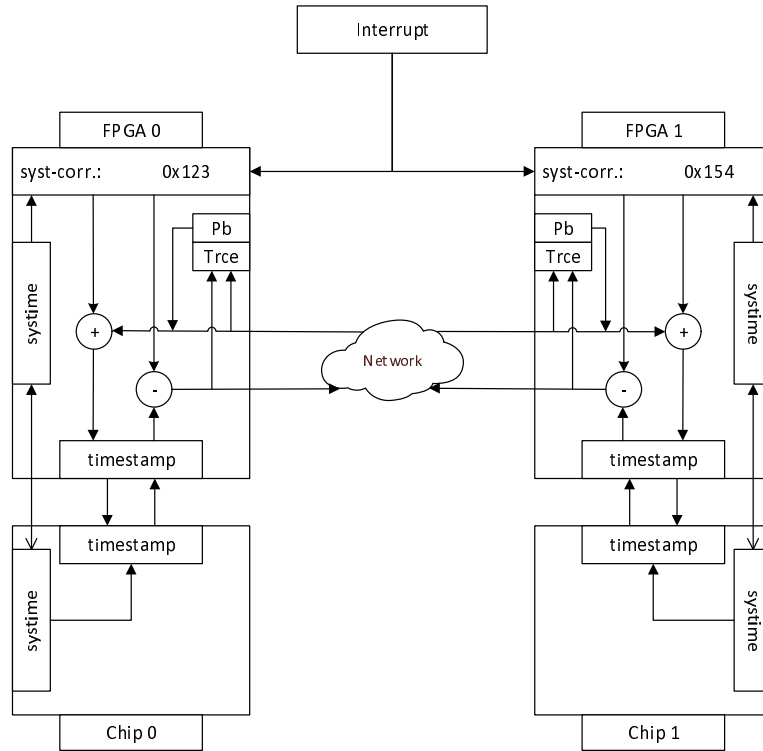 Interrupt
FPGA 0
FPGA 1
syst-corr.: 0x123
syst-corr.: 0x154
Pb
Trce
Pb
Trce
systime
systime
+
+
Network
-
-
timestamp
timestamp
timestamp
timestamp
systime
systime
Chip 0
Chip 1